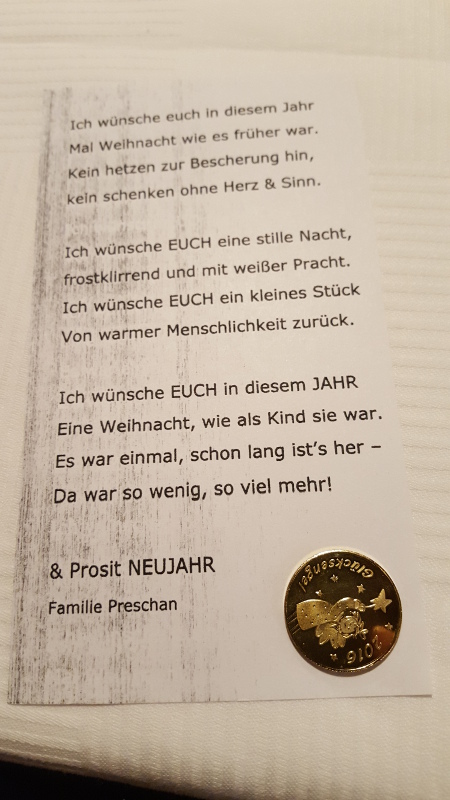 Ich wünsche euch in diesem Jahr
Mal Weihnacht wie es früher war.
Kein hetzen zur Bescherung hin,
kein schenken ohne Herz & Sinn.
Ich wünsche EUCH eine stille Nacht,
frostklirrend und mit weißer Pracht.
Ich wünsche EUCH ein kleines Stück
Von warmer Menschlichkeit zurück.
Ich wünsche EUCH in diesem JAHR
Eine Weihnacht, wie als Kind sie war.
Es war einmal, schon lang ist's her –
Da war so wenig, so viel mehr!
& Prosit NEUJAHR
Familie Preschan
Glücksengel
2016